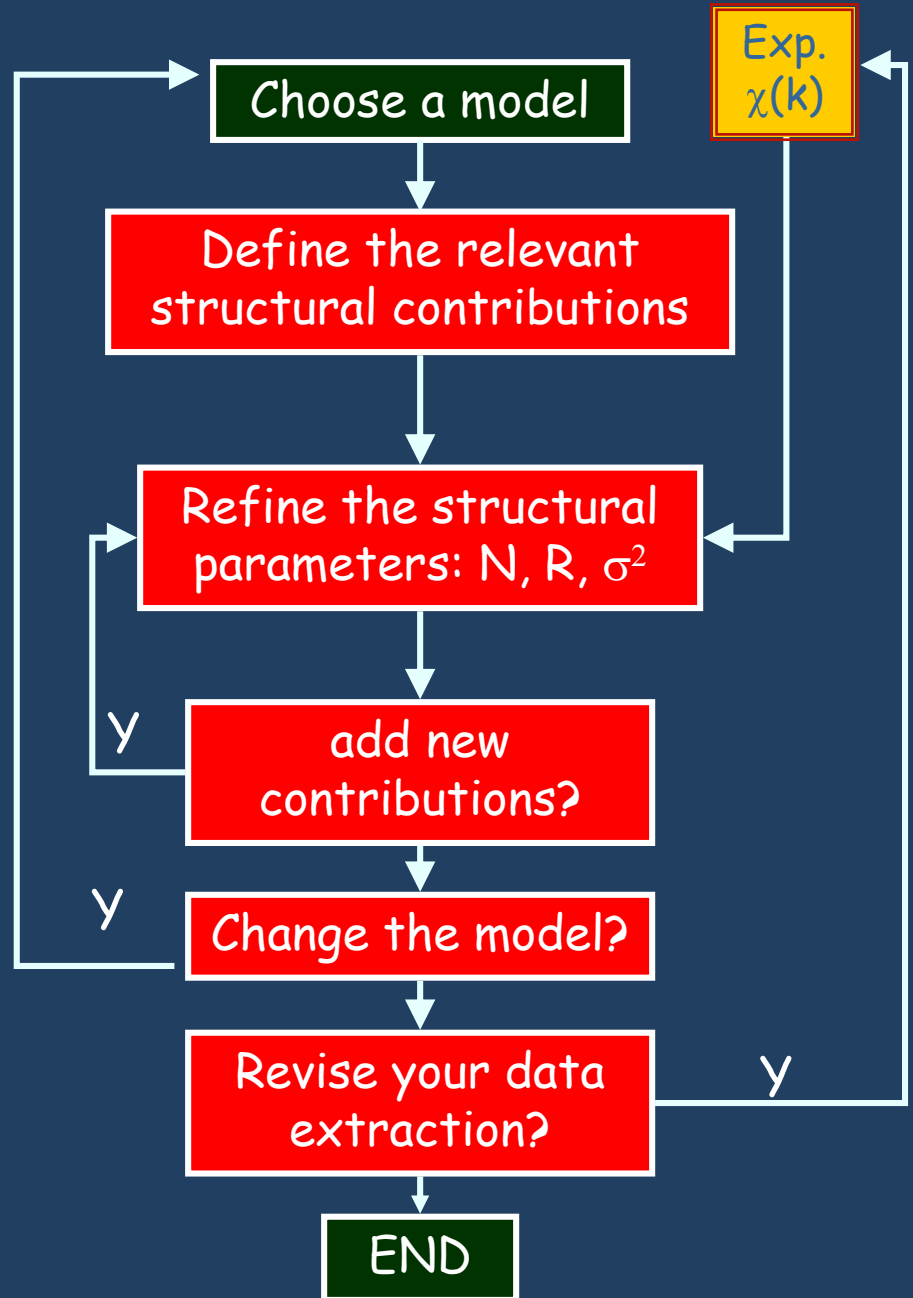 Exp.
χ(k)
Choose a model
Define the relevant
structural contributions
Refine the structural
parameters: N, R, σ²
y
add new
contributions?
y
Change the model?
Revise your data
extraction?
y
END